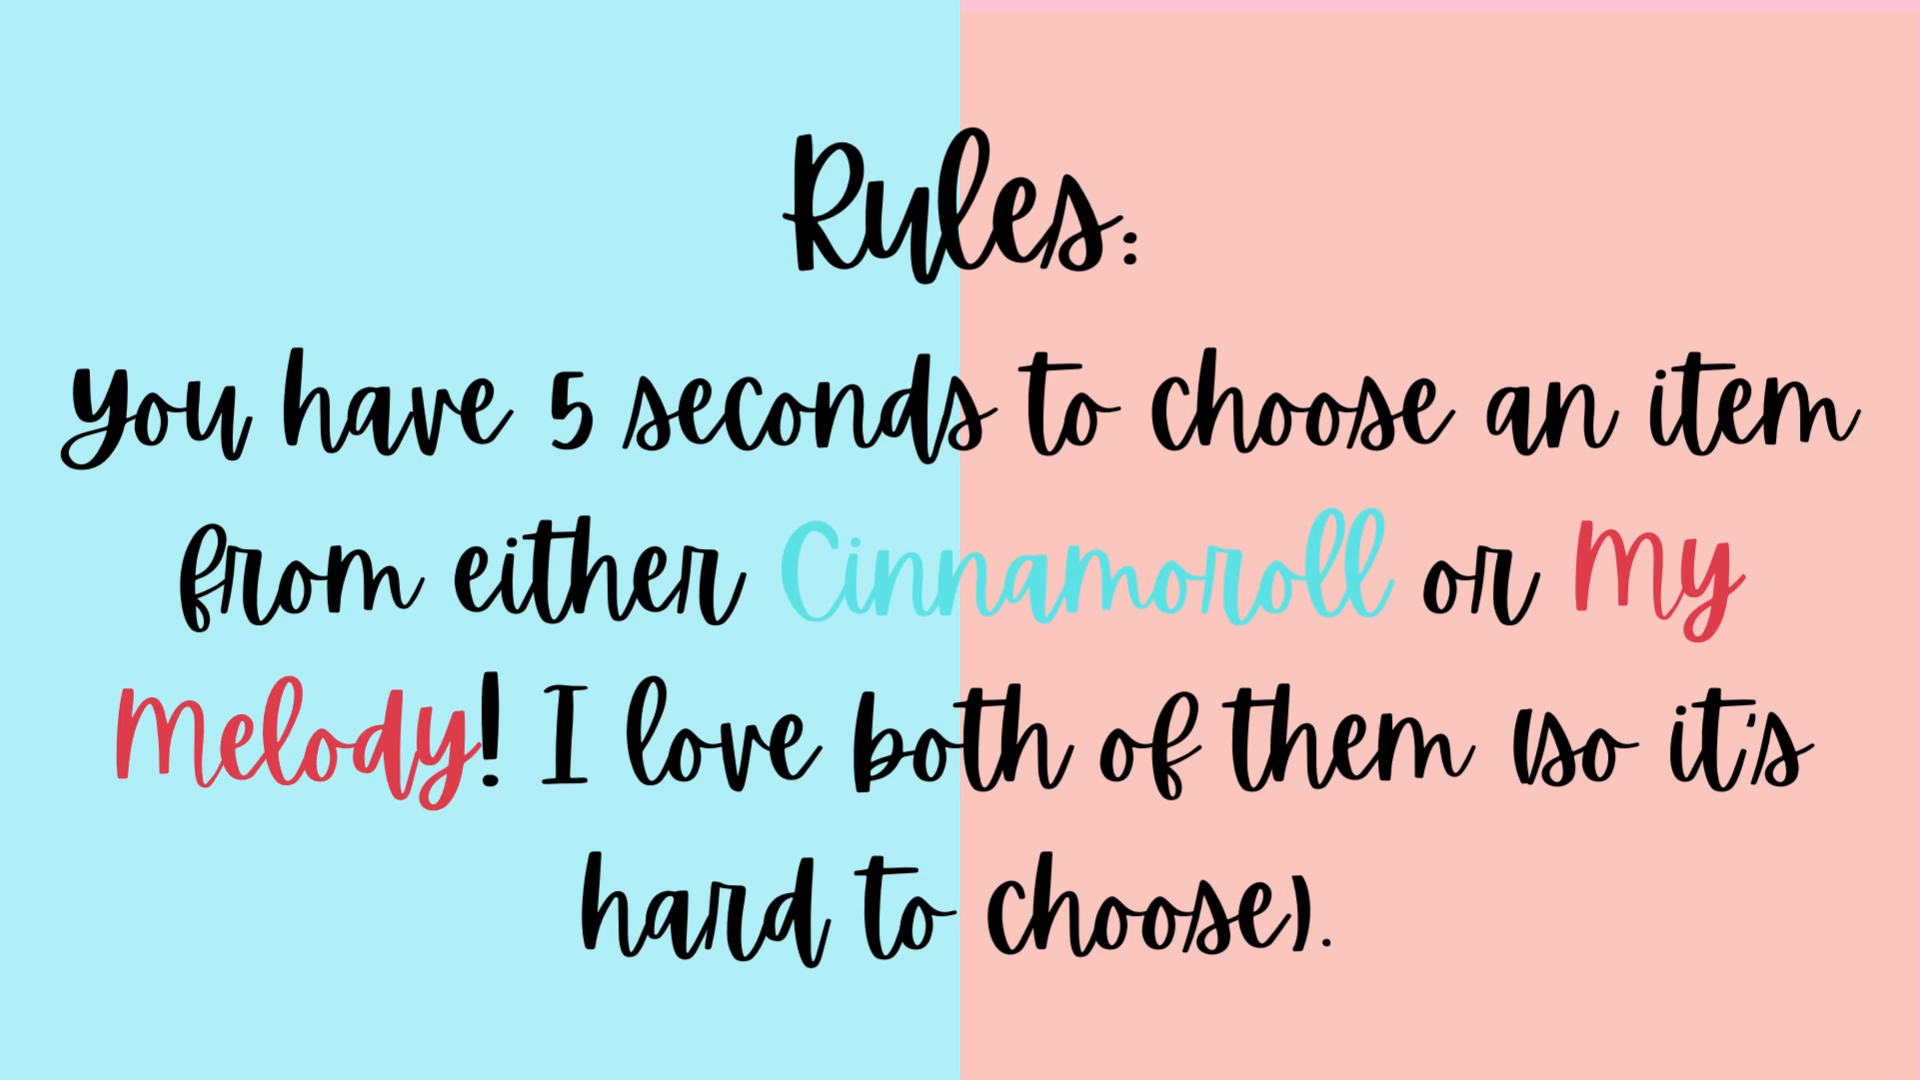 Rules:
You have 5 seconds to choose an item
from either Cinnamoroll or My
Melody! I love both of them (so it's
hard to choose).